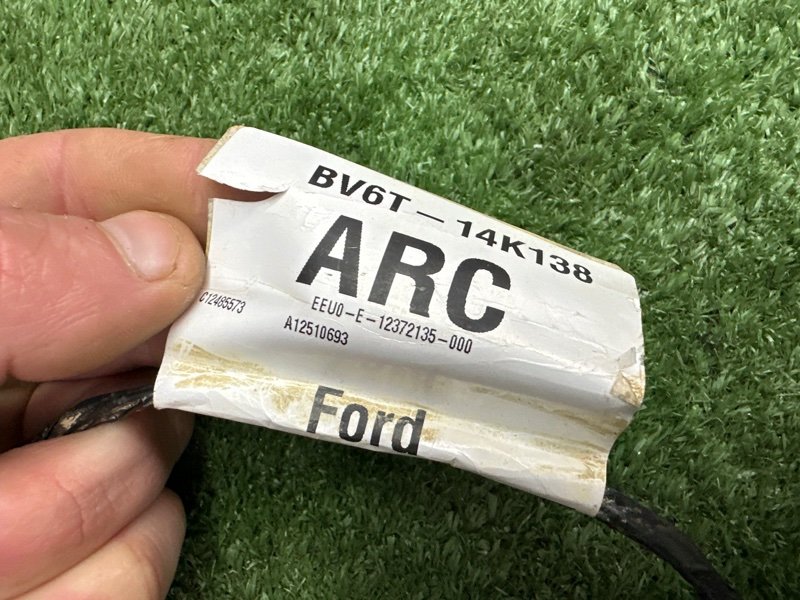 BV6T-14K138
ARC
EEU0-E-12372135-000
C12485573
A12510693
Ford